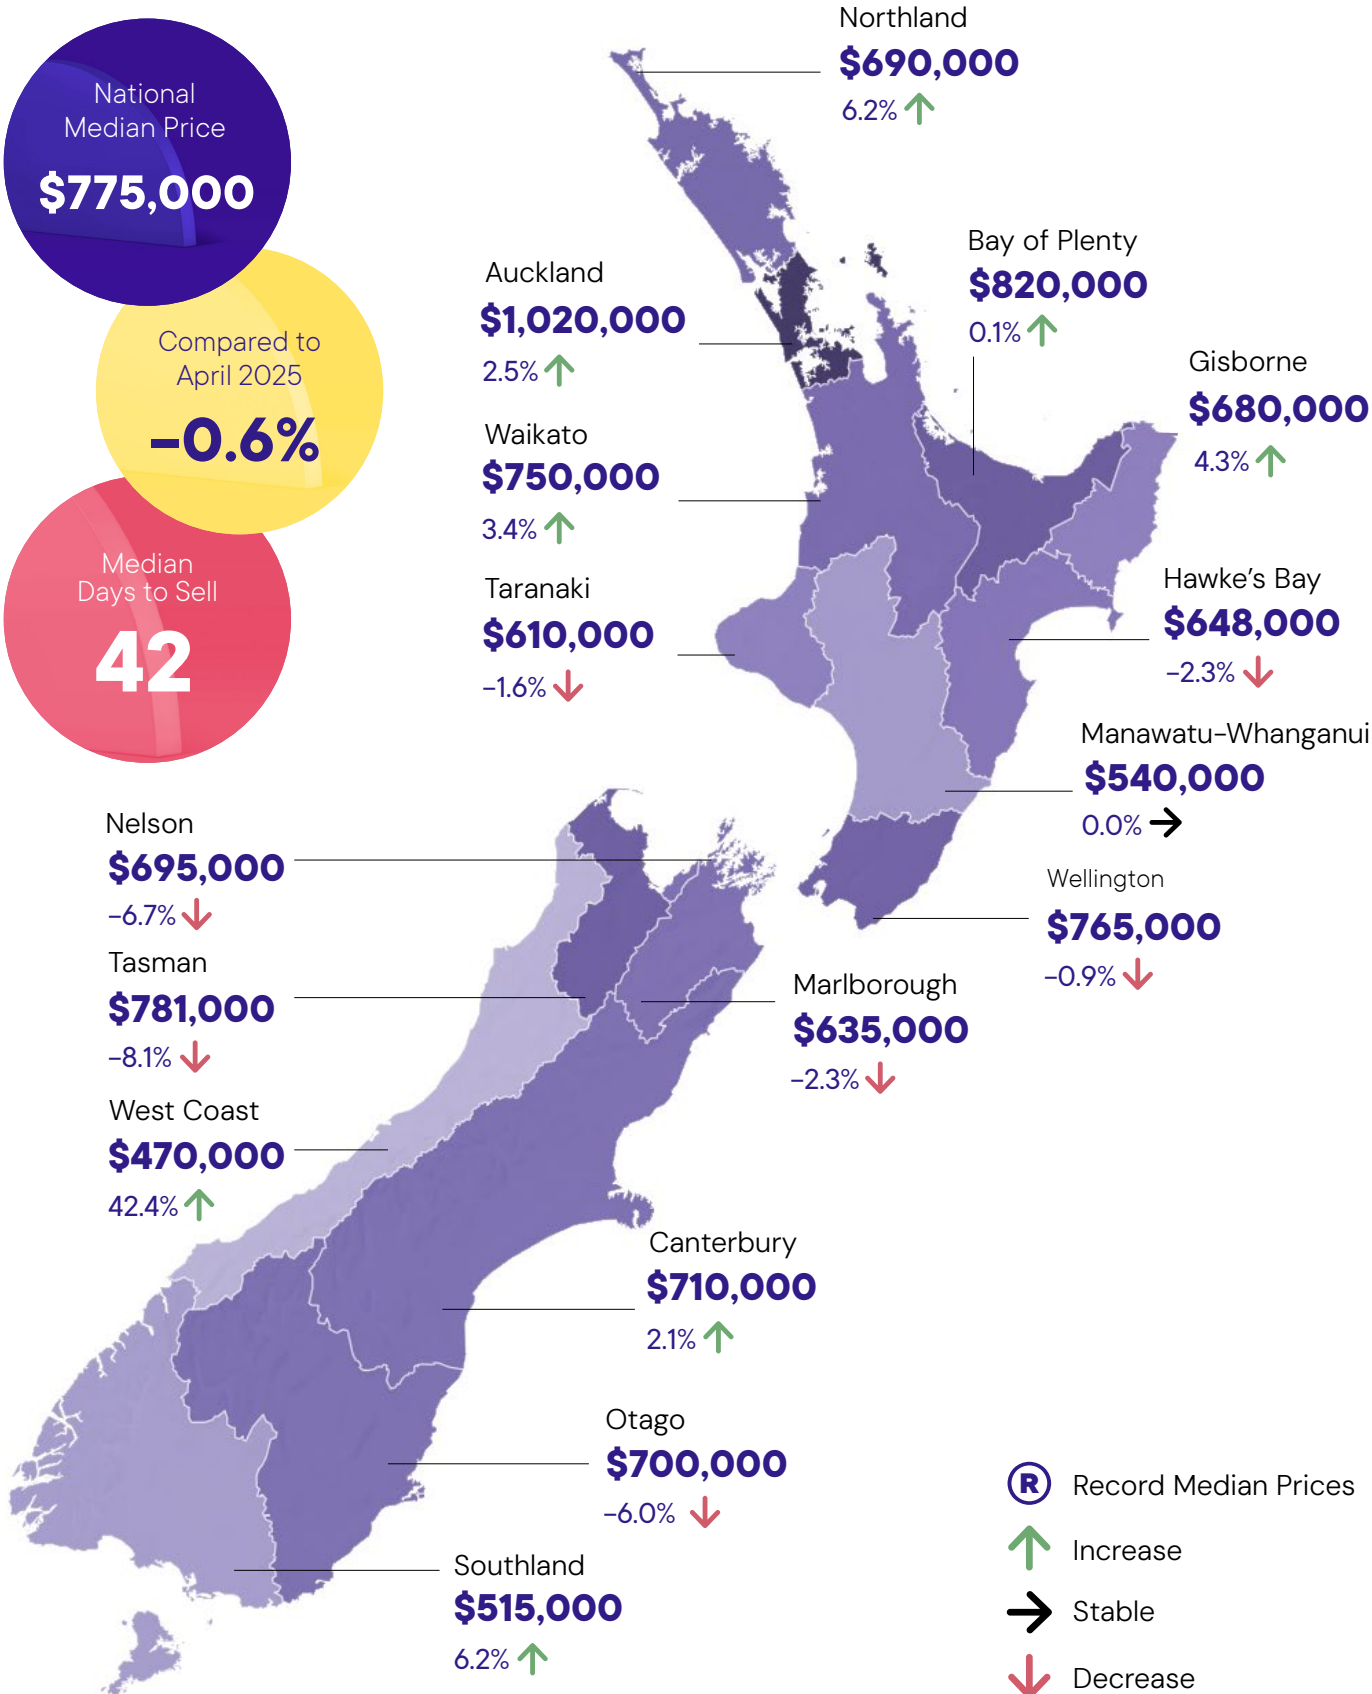 National
Median Price
$775,000
Compared to
April 2025
-0.6%
Median
Days to Sell
42
Northland
$690,000
6.2%
Auckland
$1,020,000
2.5%
Bay of Plenty
$820,000
0.1%
Gisborne
$680,000
4.3%
Waikato
$750,000
3.4%
Taranaki
$610,000
-1.6%
Hawke's Bay
$648,000
-2.3%
Manawatu-Whanganui
$540,000
0.0%
Wellington
$765,000
-0.9%
Nelson
$695,000
-6.7%
Tasman
$781,000
-8.1%
Marlborough
$635,000
-2.3%
West Coast
$470,000
42.4%
Canterbury
$710,000
2.1%
Otago
$700,000
-6.0%
Southland
$515,000
6.2%
R Record Median Prices
Increase
Stable
Decrease